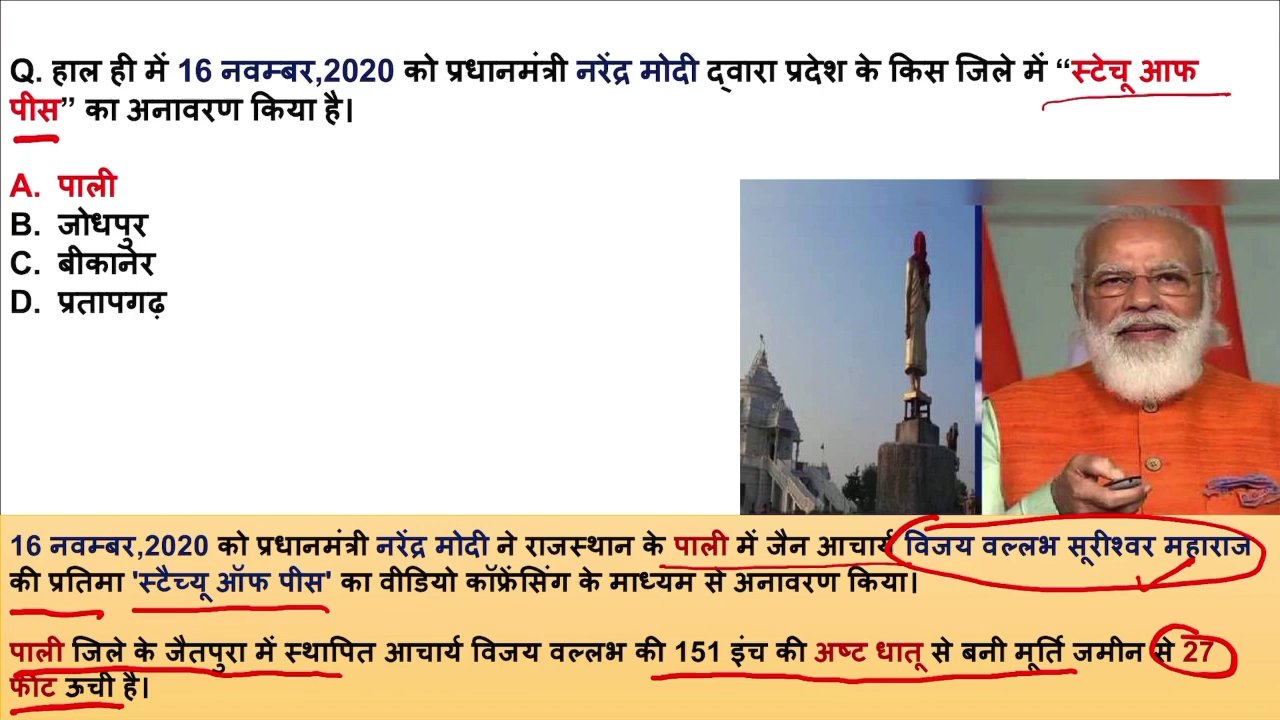 Q. हाल ही में 16 नवम्बर,2020 को प्रधानमंत्री नरेंद्र मोदी द्वारा प्रदेश के किस जिले में “स्टेचू आफ
पीस” का अनावरण किया है।
A. पाली
B. जोधपुर
C. बीकानेर
D. प्रतापगढ़
16 नवम्बर,2020 को प्रधानमंत्री नरेंद्र मोदी ने राजस्थान के पाली में जैन आचार्य विजय वल्लभ सूरीश्वर महाराज
की प्रतिमा 'स्टैच्यू ऑफ पीस' का वीडियो कॉफ्रेंसिंग के माध्यम से अनावरण किया।
पाली जिले के जैतपुरा में स्थापित आचार्य विजय वल्लभ की 151 इंच की अष्ट धातू से बनी मूर्ति जमीन से 27
फीट ऊची है।